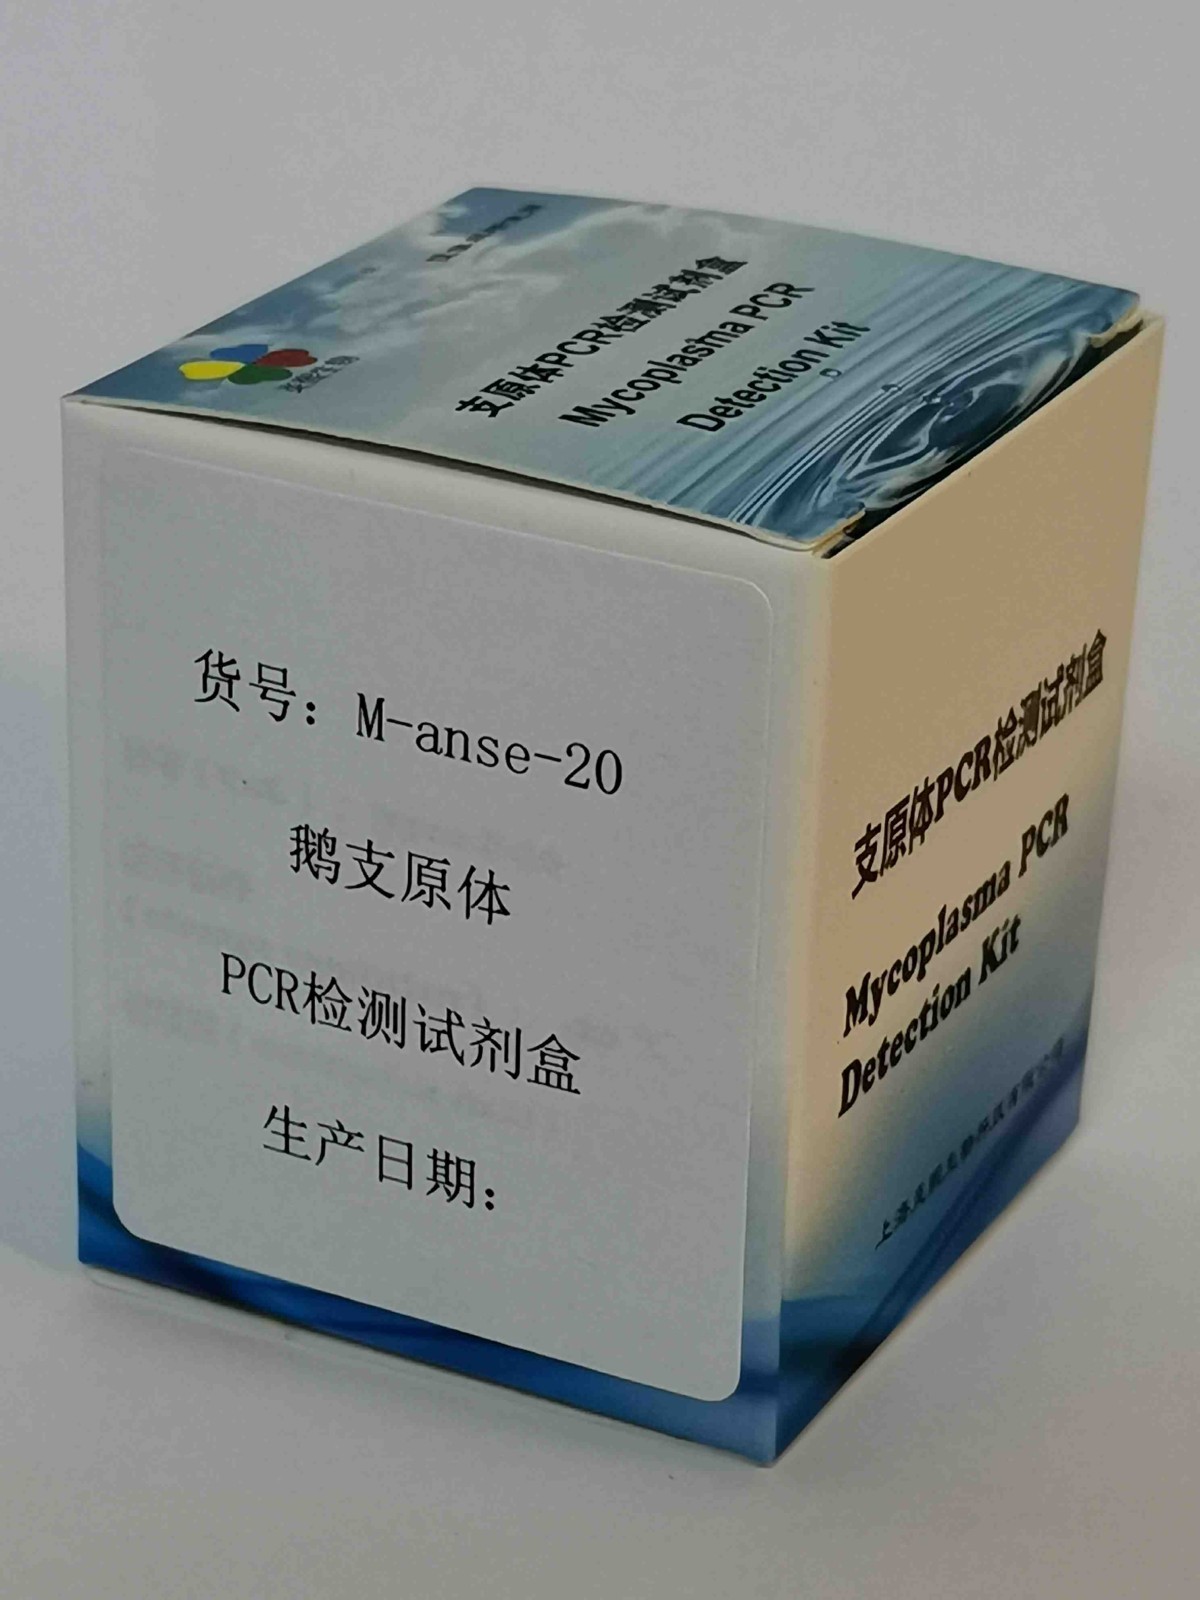 支原体PCR检测试剂盒
Mycoplasma PCR
Detection Kit
货号：M-anse-20
鹅支原体
PCR检测试剂盒
生产日期：
支原体PCR检测试剂盒
Mycoplasma PCR
Detection Kit